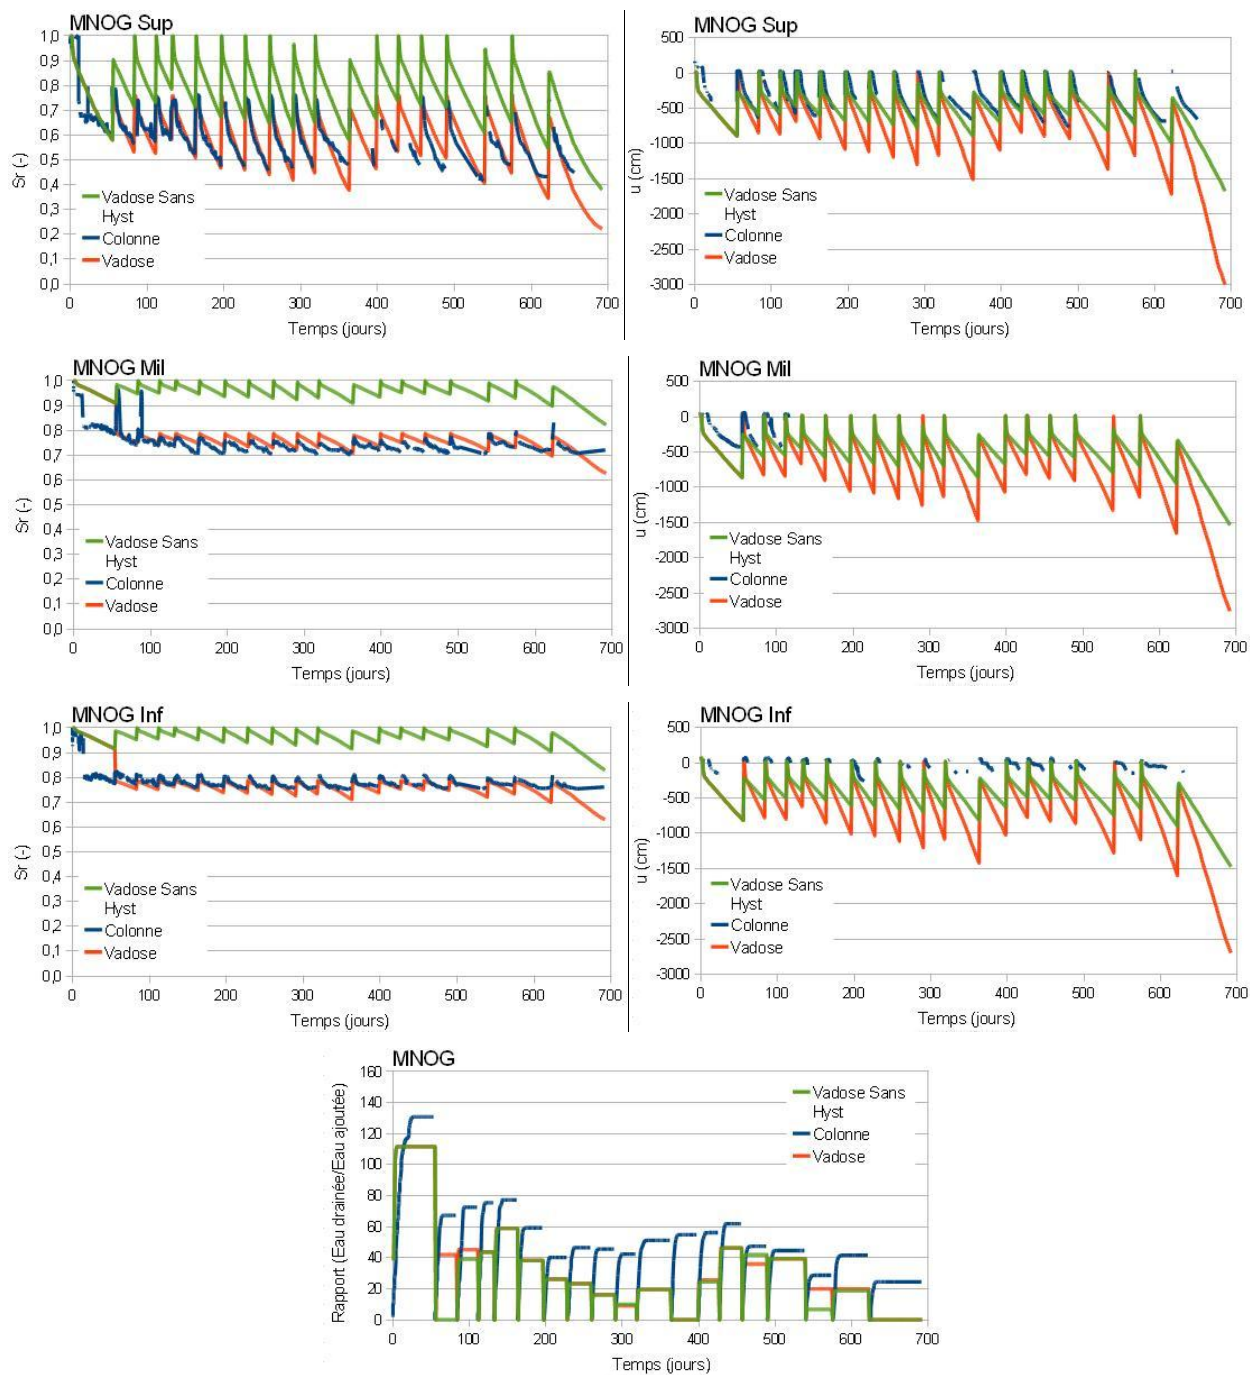 MNOG Sup
1,0
0,9
0,8
0,7
0,6
0,5
0,4
0,3
0,2
0,1
0,0
Sr (-)
Vadose Sans
Hyst
Colonne
Vadose
0 100 200 300 400 500 600 700
Temps (jours)
MNOG Sup
500
0
-500
-1000
-1500
-2000
-2500
-3000
u (cm)
Vadose Sans
Hyst
Colonne
Vadose
0 100 200 300 400 500 600 700
Temps (jours)
MNOG Mil
1,0
0,9
0,8
0,7
0,6
0,5
0,4
0,3
0,2
0,1
0,0
Sr (-)
Vadose Sans
Hyst
Colonne
Vadose
0 100 200 300 400 500 600 700
Temps (jours)
MNOG Mil
500
0
-500
-1000
-1500
-2000
-2500
-3000
u (cm)
Vadose Sans
Hyst
Colonne
Vadose
0 100 200 300 400 500 600 700
Temps (jours)
MNOG Inf
1,0
0,9
0,8
0,7
0,6
0,5
0,4
0,3
0,2
0,1
0,0
Sr (-)
Vadose Sans
Hyst
Colonne
Vadose
0 100 200 300 400 500 600 700
Temps (jours)
MNOG Inf
500
0
-500
-1000
-1500
-2000
-2500
-3000
u (cm)
Vadose Sans
Hyst
Colonne
Vadose
0 100 200 300 400 500 600 700
Temps (jours)
MNOG
160
140
120
100
80
60
40
20
0
Rapport (Eau drainée/Eau ajoutée)
Vadose Sans
Hyst
Colonne
Vadose
0 100 200 300 400 500 600 700
Temps (jours)